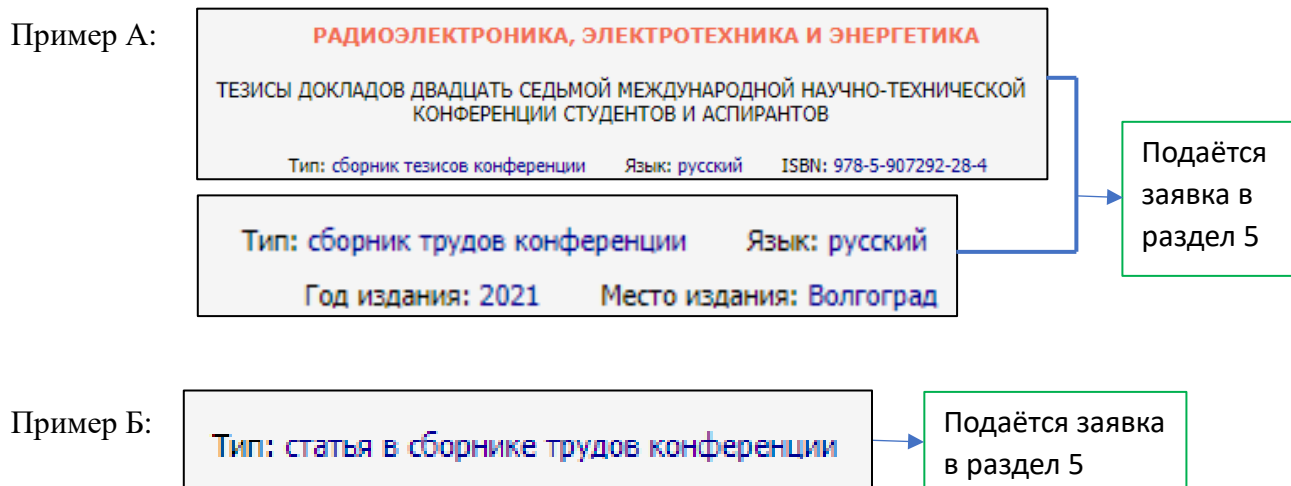 Пример А:
РАДИОЭЛЕКТРОНИКА, ЭЛЕКТРОТЕХНИКА И ЭНЕРГЕТИКА
ТЕЗИСЫ ДОКЛАДОВ ДВАДЦАТЬ СЕДЬМОЙ МЕЖДУНАРОДНОЙ НАУЧНО-ТЕХНИЧЕСКОЙ
КОНФЕРЕНЦИИ СТУДЕНТОВ И АСПИРАНТОВ
Тип: сборник тезисов конференции Язык: русский ISBN: 978-5-907292-28-4
Тип: сборник трудов конференции Язык: русский
Год издания: 2021 Место издания: Волгоград
Подаётся
заявка в
раздел 5
Пример Б:
Тип: статья в сборнике трудов конференции
Подаётся заявка
в раздел 5